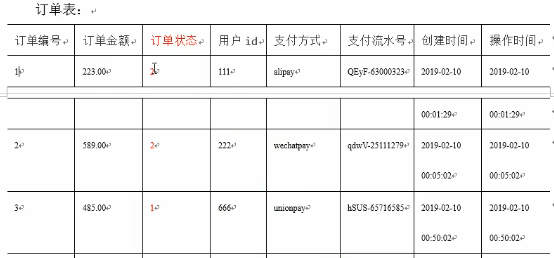 订单表：
订单编号 订单金额 订单状态 用户 id 支付方式 支付流水号 创建时间 操作时间
1 223.00 2 111 alipay QEyF-63000323 2019-02-10 2019-02-10
00:01:29 00:01:29
2 589.00 2 222 wechatpay qdwV-25111279 2019-02-10 2019-02-10
00:05:02 00:05:02
3 485.00 1 666 unionpay hSUS-65716585 2019-02-10 2019-02-10
00:50:02 00:50:02